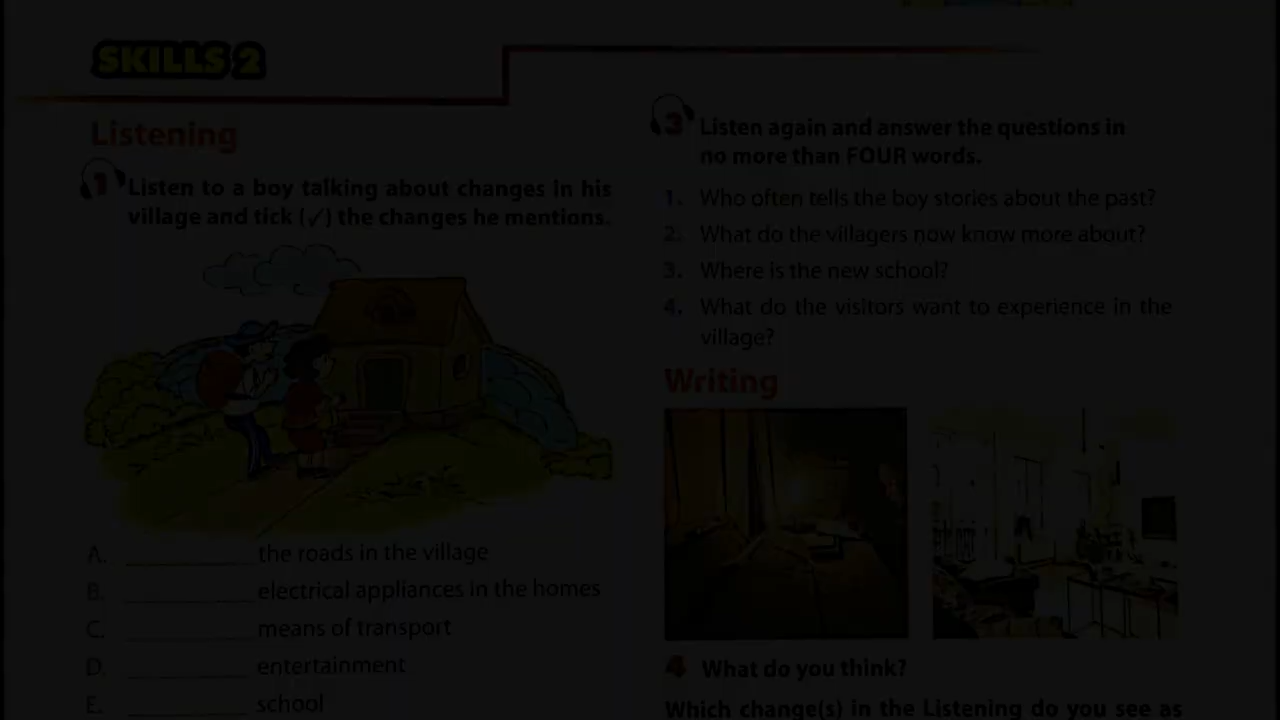 SKILLS 2
Listening
1 Listen to a boy talking about changes in his
village and tick (✓) the changes he mentions.
A. __________ the roads in the village
B. __________ electrical appliances in the homes
C. __________ means of transport
D. __________ entertainment
E. __________ school
3 Listen again and answer the questions in
no more than FOUR words.
1. Who often tells the boy stories about the past?
2. What do the villagers now know more about?
3. Where is the new school?
4. What do the visitors want to experience in the
village?
Writing
4 What do you think?
Which change(s) in the Listening do you see as